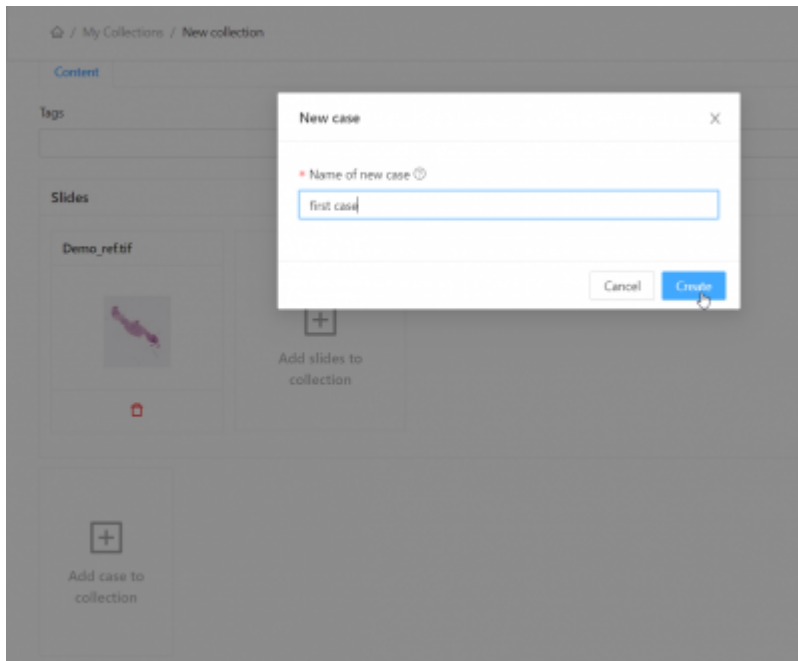 / My Collections / New collection
Content
Tags
New case
* Name of new case
first case
Cancel
Create
Slides
Demo_ref.tif
Add slides to
collection
Add case to
collection